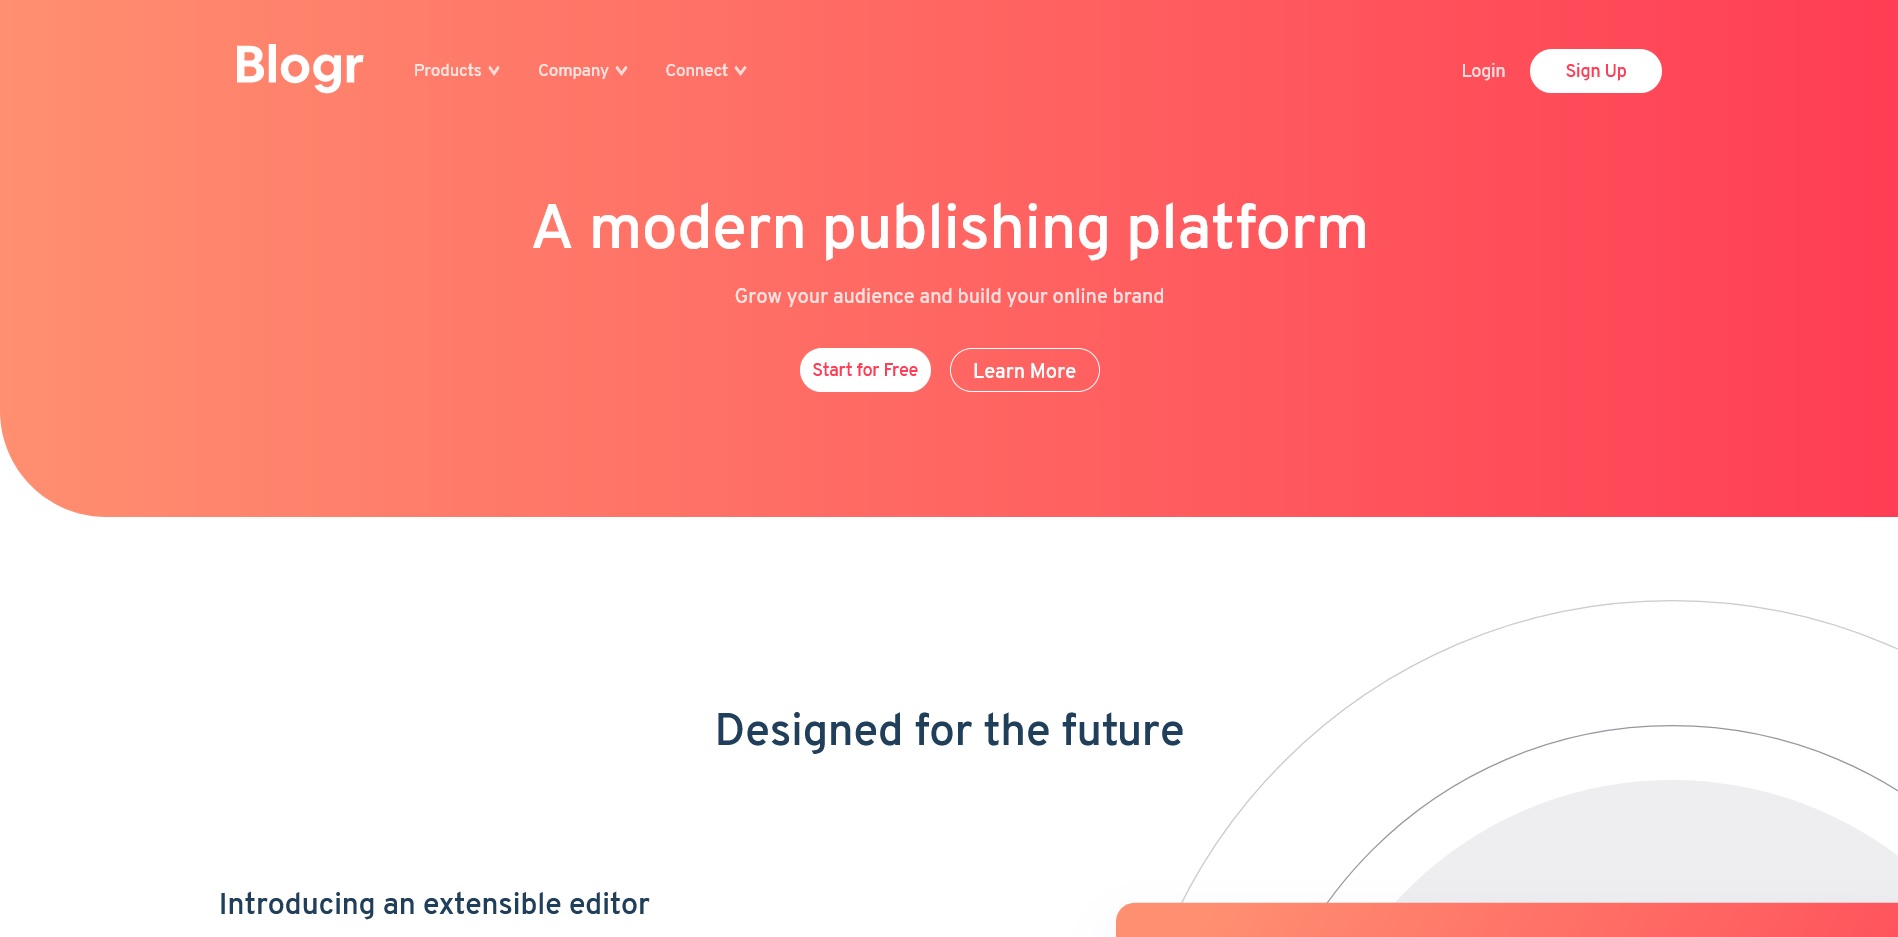 Blogr Products Company Connect Login Sign Up
A modern publishing platform
Grow your audience and build your online brand
Start for Free Learn More
Designed for the future
Introducing an extensible editor